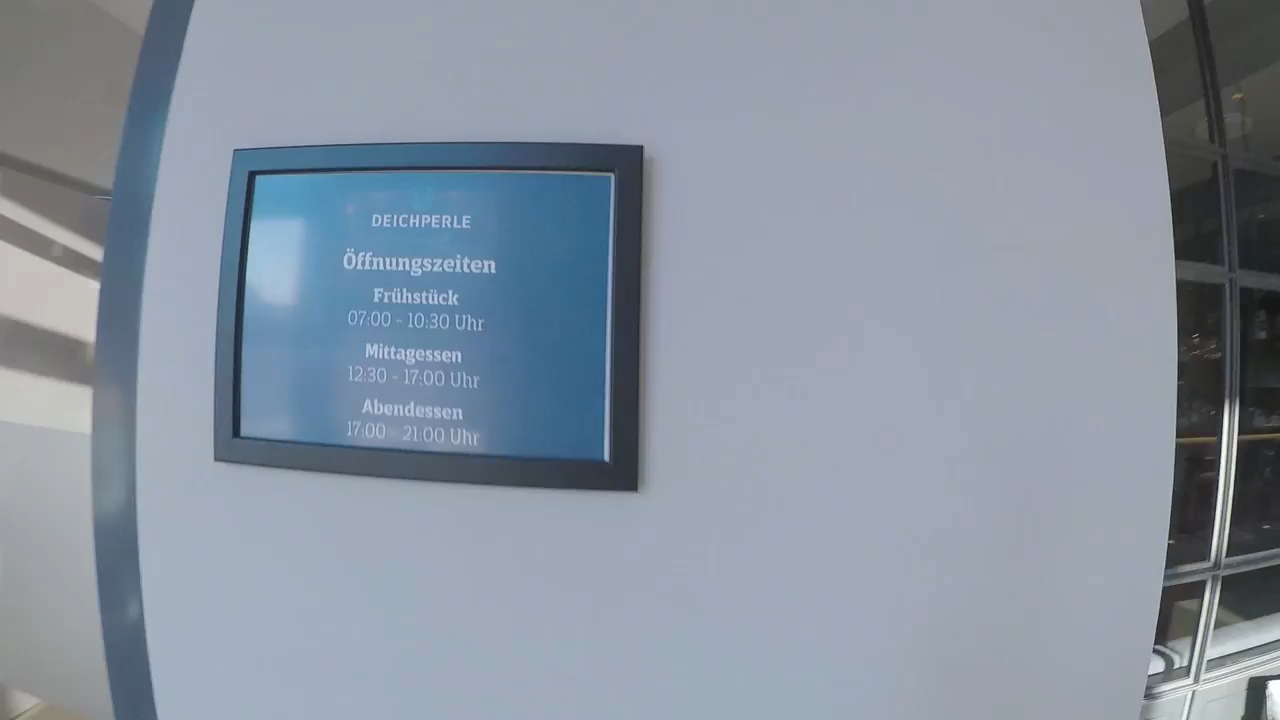 DEICHPERLE
Öffnungszeiten
Frühstück
07:00 - 10:30 Uhr
Mittagessen
12:30 - 17:00 Uhr
Abendessen
17:00 - 21:00 Uhr